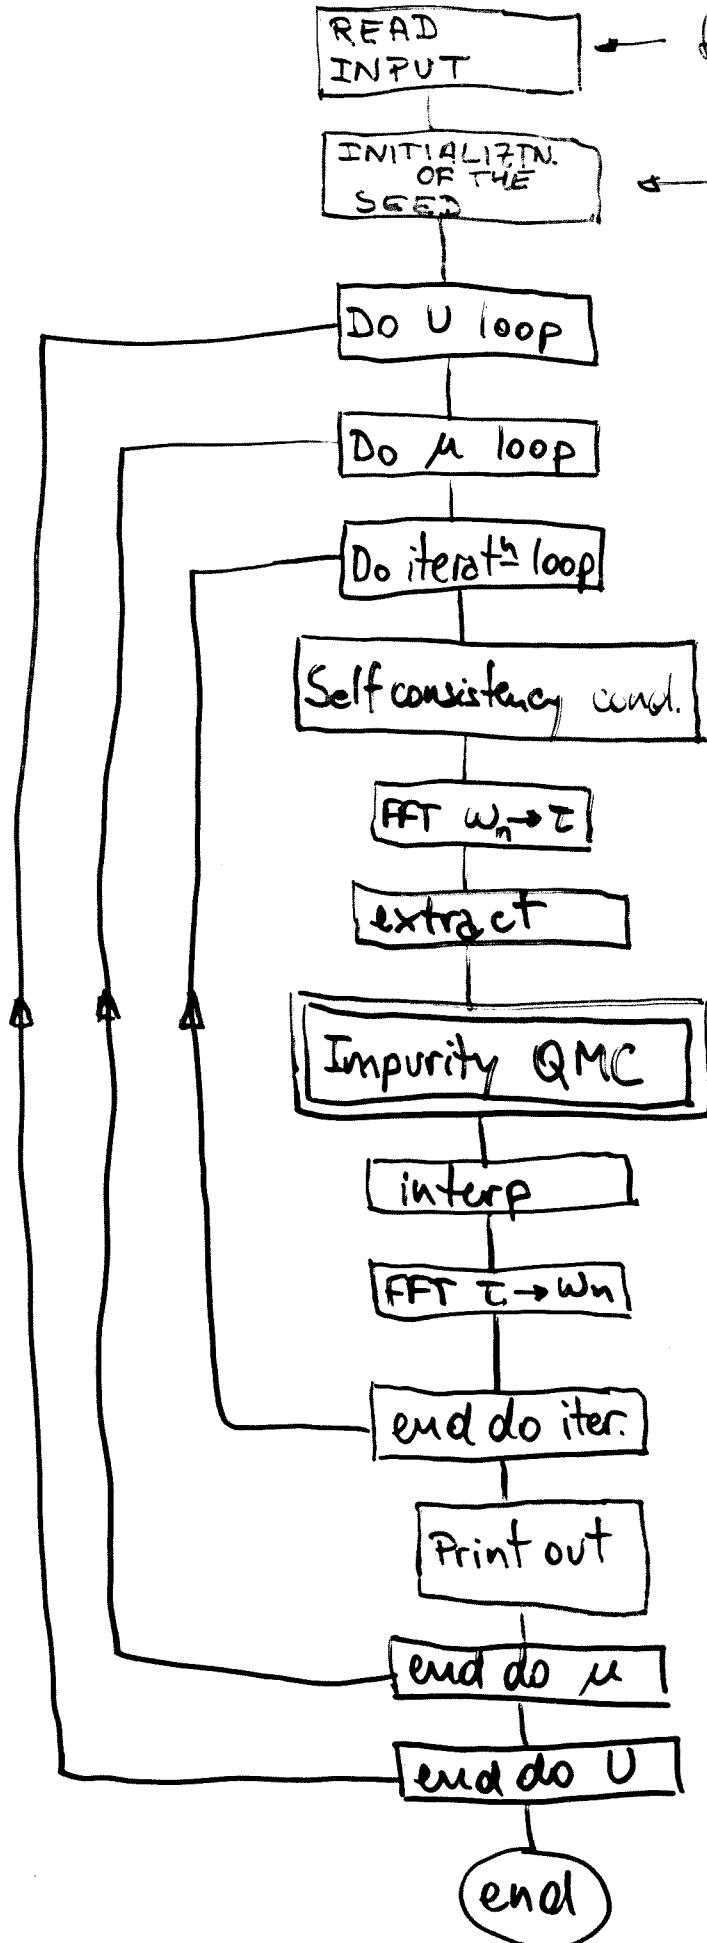 READ
INPUT
INITIALIZTN.
OF THE
SEED
Do U loop
Do μ loop
Do iteratⁿ loop
Self consistency cond.
FFT ωₙ→τ
extract
Impurity QMC
interp
FFT τ→ωn
end do iter.
Print out
end do μ
end do U
end